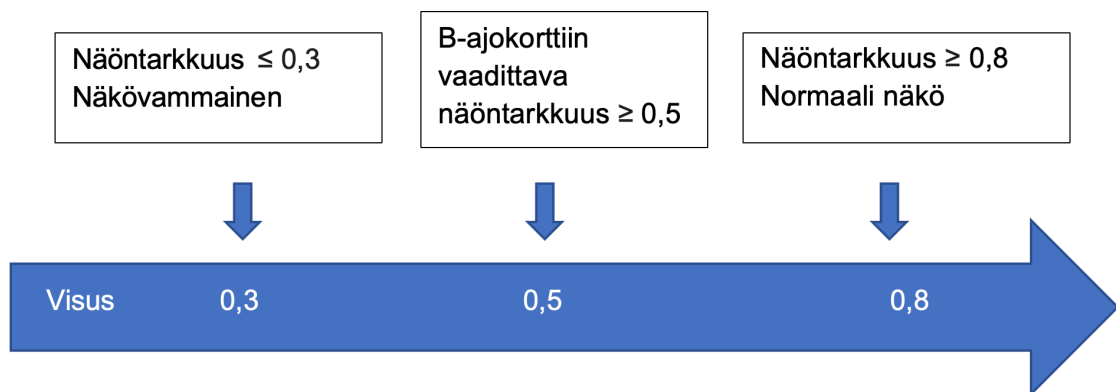 Näöntarkkuus ≤ 0,3
Näkövammainen
B-ajokorttiin
vaadittava
näöntarkkuus ≥ 0,5
Näöntarkkuus ≥ 0,8
Normaali näkö
Visus 0,3 0,5 0,8